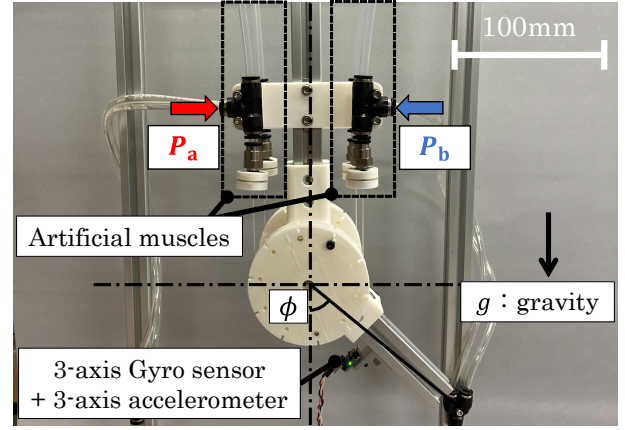 100mm
Pa
Pb
Artificial muscles
ϕ
g : gravity
3-axis Gyro sensor
+ 3-axis accelerometer